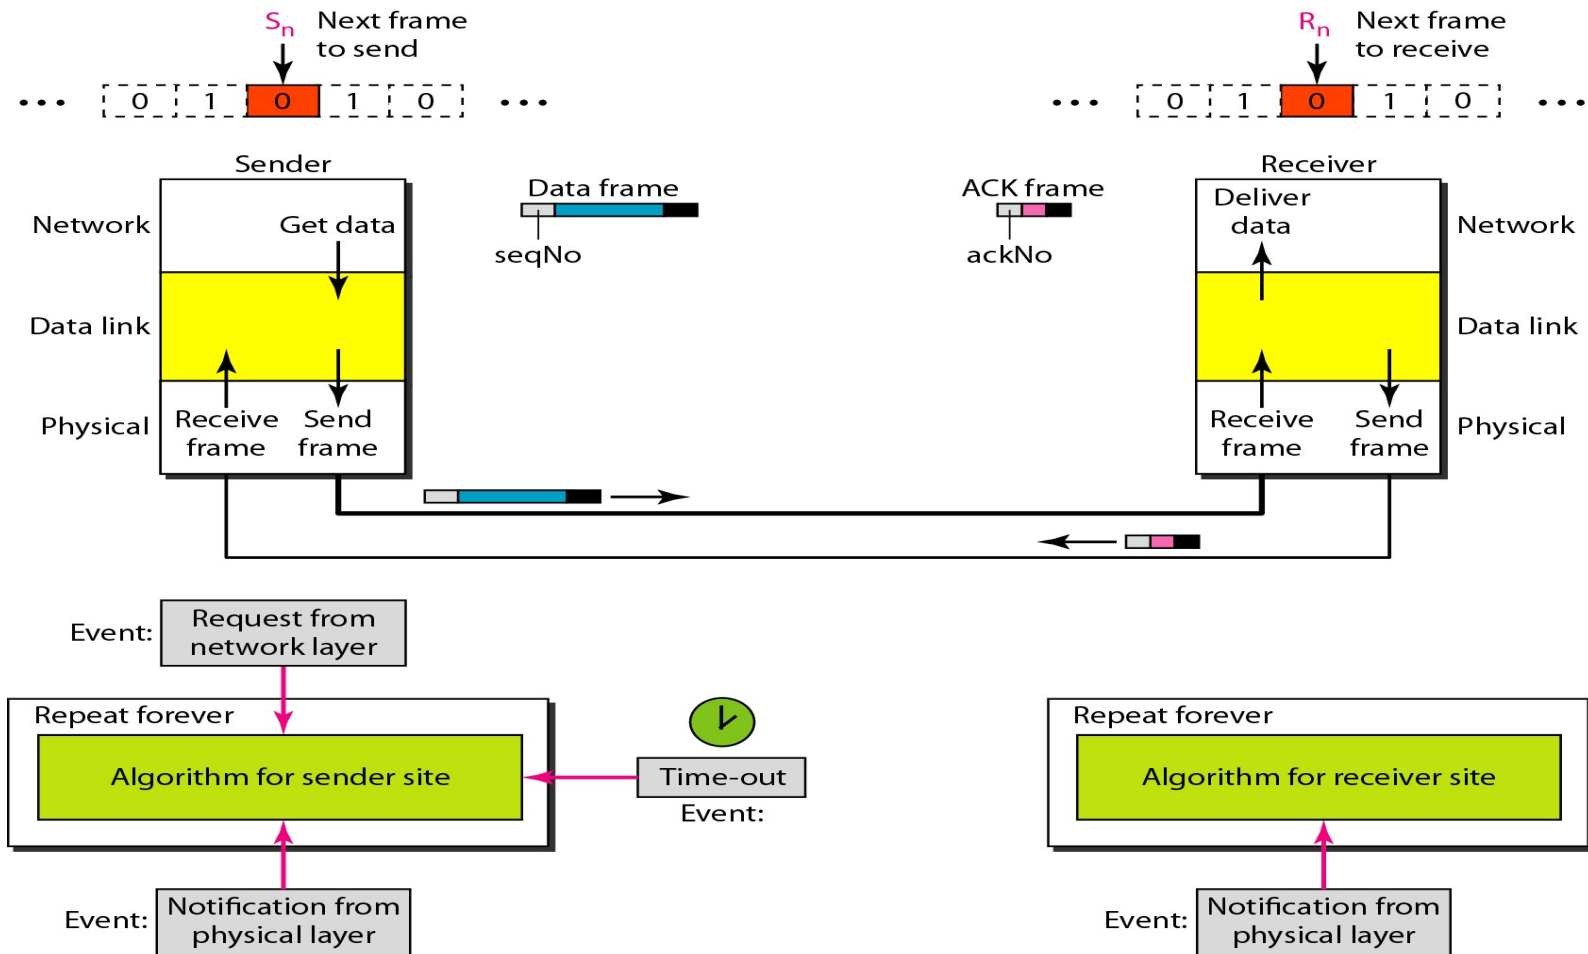 Sn Next frame
to send
Rn Next frame
to receive
... 0 1 0 1 0 ...
... 0 1 0 1 0 ...
Sender
Receiver
Data frame
seqNo
ACK frame
ackNo
Network
Get data
Deliver
data
Network
Data link
Data link
Physical
Receive
frame
Send
frame
Receive
frame
Send
frame
Physical
Event:
Request from
network layer
Repeat forever
Algorithm for sender site
Time-out
Event:
Event:
Notification from
physical layer
Repeat forever
Algorithm for receiver site
Event:
Notification from
physical layer